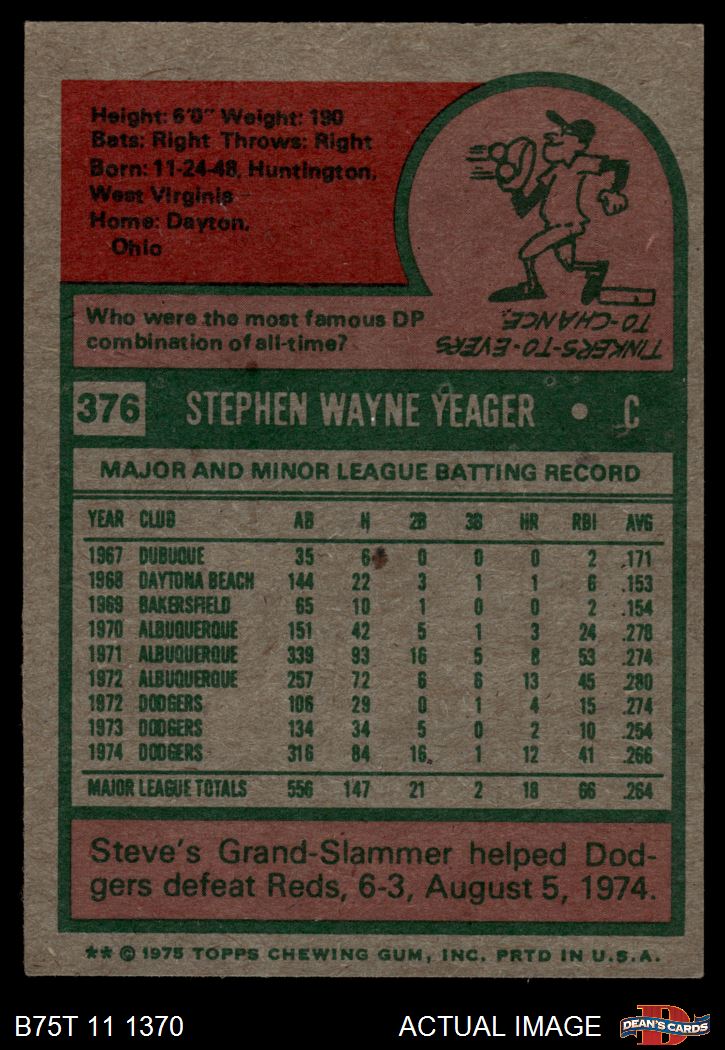 Height: 6'0" Weight: 190
Bats: Right Throws: Right
Born: 11-24-48, Huntington,
West Virginia
Home: Dayton,
Ohio
Who were the most famous DP
combination of all-time?
TINKERS-TO-EVERS
-TO-CHANCE.
376 STEPHEN WAYNE YEAGER • C
MAJOR AND MINOR LEAGUE BATTING RECORD
YEAR CLUB AB H 2B 3B HR RBI AVG
1967 DUBUQUE 35 6 0 0 0 2 .171
1968 DAYTONA BEACH 144 22 3 1 1 6 .153
1969 BAKERSFIELD 65 10 1 0 0 2 .154
1970 ALBUQUERQUE 151 42 5 1 3 24 .278
1971 ALBUQUERQUE 339 93 16 5 8 53 .274
1972 ALBUQUERQUE 257 72 6 6 13 45 .280
1972 DODGERS 106 29 0 1 4 15 .274
1973 DODGERS 134 34 5 0 2 10 .254
1974 DODGERS 316 84 16 1 12 41 .266
MAJOR LEAGUE TOTALS 556 147 21 2 18 66 .264
Steve's Grand-Slammer helped Dod-
gers defeat Reds, 6-3, August 5, 1974.
** © 1975 TOPPS CHEWING GUM, INC. PRTD IN U.S.A.
B75T 11 1370 ACTUAL IMAGE DEAN'S CARDS